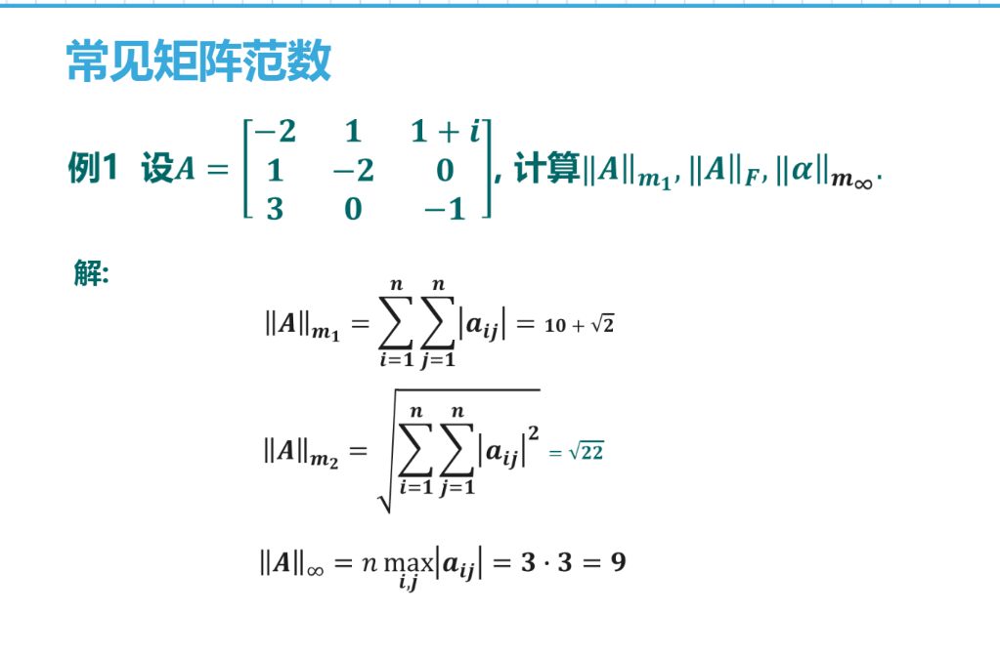 常见矩阵范数
例1 设$A = \begin{bmatrix} -2 & 1 & 1+i \\ 1 & -2 & 0 \\ 3 & 0 & -1 \end{bmatrix}$, 计算$\|A\|_{m_1}, \|A\|_F, \|\alpha\|_{m_\infty}$.
解:
$\|A\|_{m_1} = \sum_{i=1}^{n} \sum_{j=1}^{n} |a_{ij}| = 10 + \sqrt{2}$
$\|A\|_{m_2} = \sqrt{\sum_{i=1}^{n} \sum_{j=1}^{n} |a_{ij}|^2} = \sqrt{22}$
$\|A\|_{\infty} = n \max_{i,j} |a_{ij}| = 3 \cdot 3 = 9$